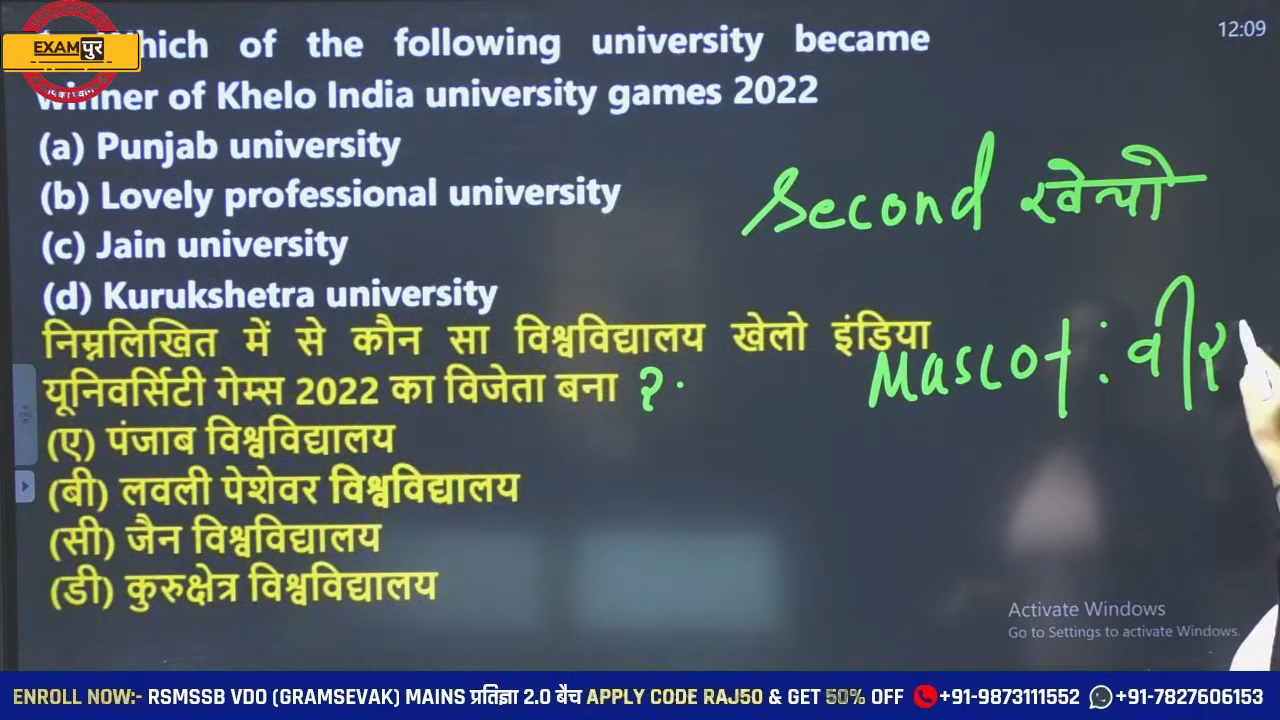 EXAMपुर
12:09
Which of the following university became
winner of Khelo India university games 2022
(a) Punjab university
(b) Lovely professional university
(c) Jain university
(d) Kurukshetra university
Second खेलो
Mascot : वीर
निम्नलिखित में से कौन सा विश्वविद्यालय खेलो इंडिया
यूनिवर्सिटी गेम्स 2022 का विजेता बना ?
(ए) पंजाब विश्वविद्यालय
(बी) लवली पेशेवर विश्वविद्यालय
(सी) जैन विश्वविद्यालय
(डी) कुरुक्षेत्र विश्वविद्यालय
Activate Windows
Go to Settings to activate Windows.
ENROLL NOW:- RSMSSB VDO (GRAMSEVAK) MAINS प्रतिज्ञा 2.0 बैच APPLY CODE RAJ50 & GET 50% OFF +91-9873111552 +91-7827606153